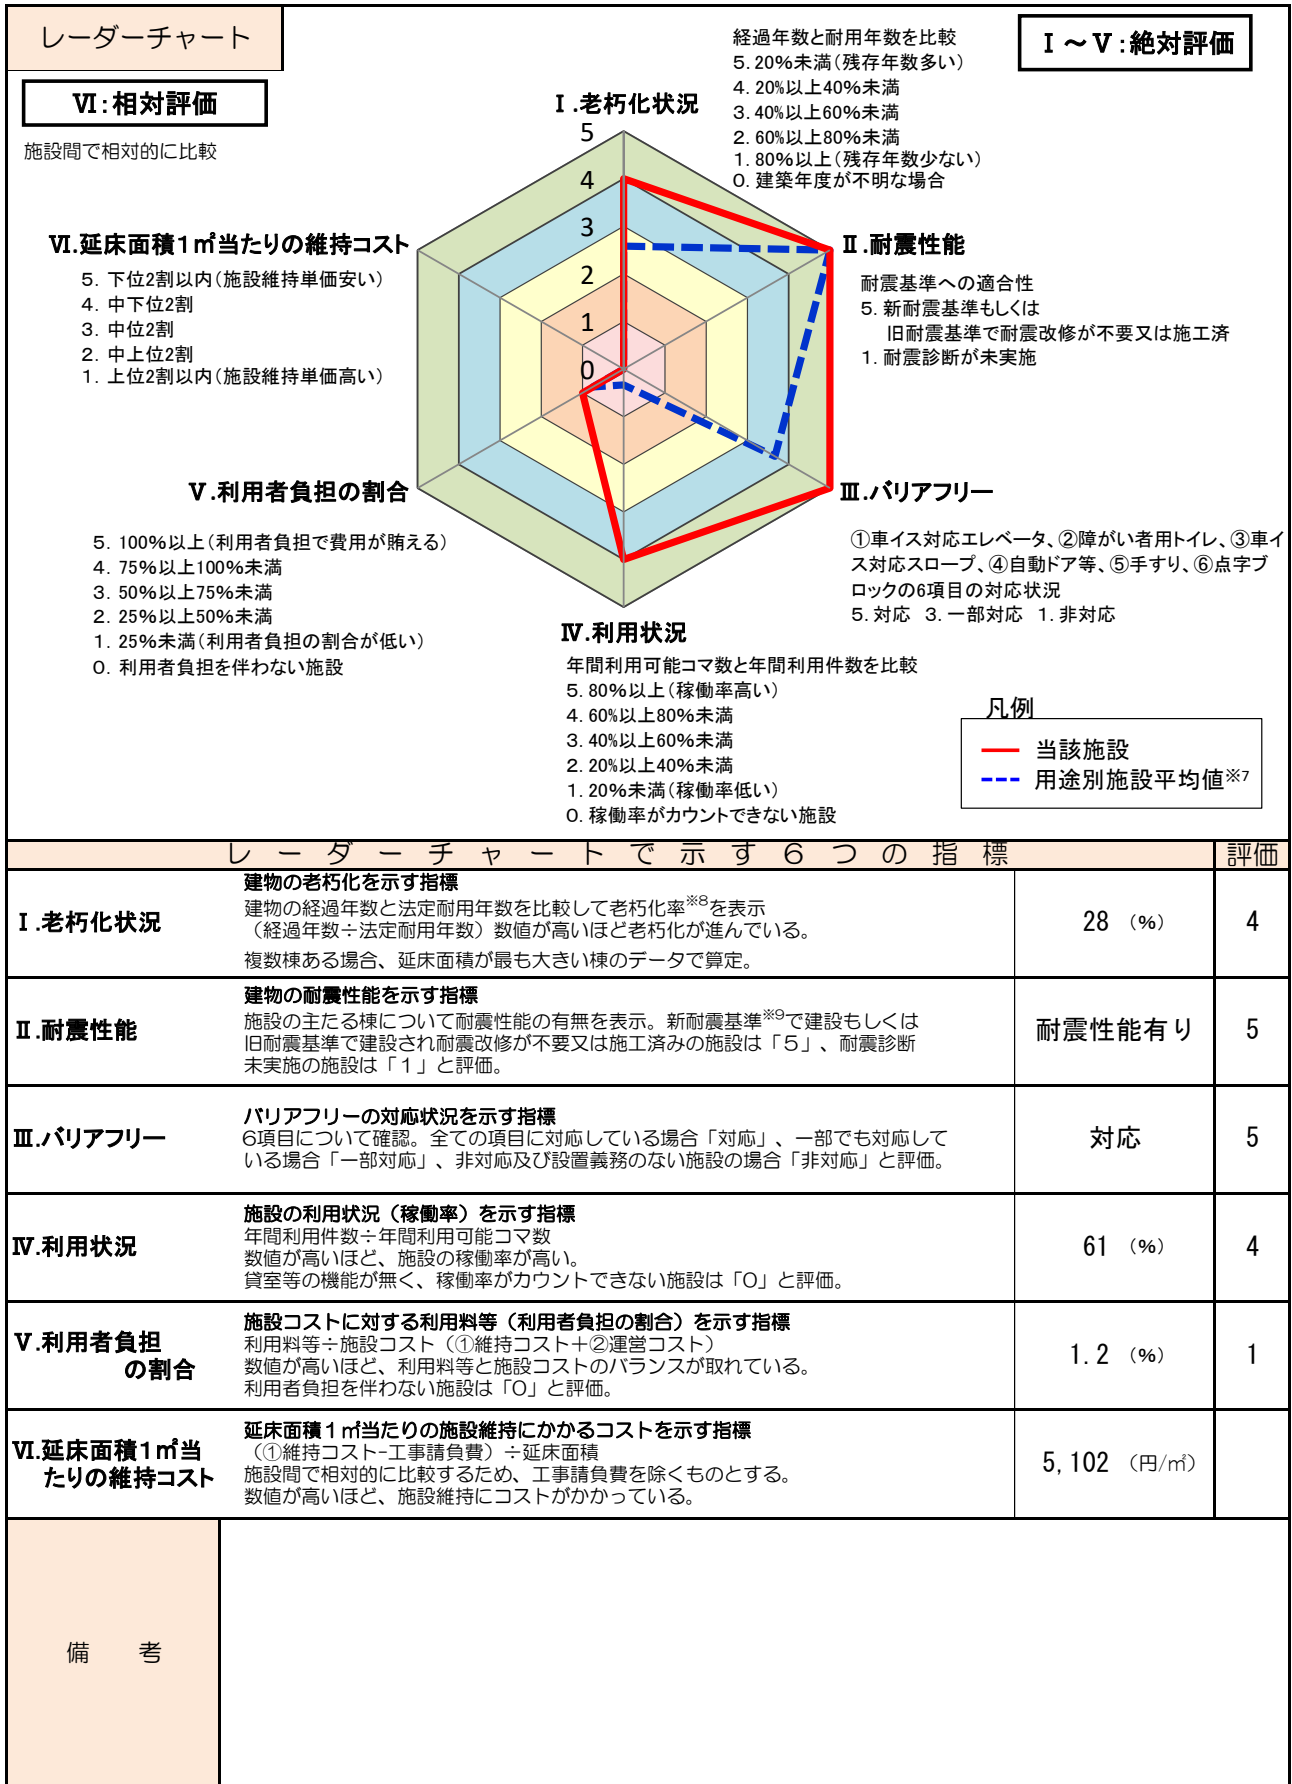 レーダーチャート
Ⅰ～Ⅴ:絶対評価
Ⅵ:相対評価
施設間で相対的に比較
Ⅰ.老朽化状況
経過年数と耐用年数を比較
5.20%未満(残存年数多い)
4.20%以上40%未満
3.40%以上60%未満
2.60%以上80%未満
1.80%以上(残存年数少ない)
0.建築年度が不明な場合
5
4
3
2
1
0
Ⅱ.耐震性能
耐震基準への適合性
5.新耐震基準もしくは
旧耐震基準で耐震改修が不要又は施工済
1.耐震診断が未実施
Ⅵ.延床面積1㎡当たりの維持コスト
5.下位2割以内(施設維持単価安い)
4.中下位2割
3.中位2割
2.中上位2割
1.上位2割以内(施設維持単価高い)
Ⅲ.バリアフリー
①車イス対応エレベータ、②障がい者用トイレ、③車イ
ス対応スロープ、④自動ドア等、⑤手すり、⑥点字ブ
ロックの6項目の対応状況
5.対応 3.一部対応 1.非対応
Ⅴ.利用者負担の割合
5.100%以上(利用者負担で費用が賄える)
4.75%以上100%未満
3.50%以上75%未満
2.25%以上50%未満
1.25%未満(利用者負担の割合が低い)
0.利用者負担を伴わない施設
Ⅳ.利用状況
年間利用可能コマ数と年間利用件数を比較
5.80%以上(稼働率高い)
4.60%以上80%未満
3.40%以上60%未満
2.20%以上40%未満
1.20%未満(稼働率低い)
0.稼働率がカウントできない施設
凡例
当該施設
用途別施設平均値※7
レーダーチャートで示す6つの指標 評価
Ⅰ.老朽化状況
建物の老朽化を示す指標
建物の経過年数と法定耐用年数を比較して老朽化率※8を表示
(経過年数÷法定耐用年数)数値が高いほど老朽化が進んでいる。
複数棟ある場合、延床面積が最も大きい棟のデータで算定。
28 (%) 4
Ⅱ.耐震性能
建物の耐震性能を示す指標
施設の主たる棟について耐震性能の有無を表示。新耐震基準※9で建設もしくは
旧耐震基準で建設され耐震改修が不要又は施工済みの施設は「5」、耐震診断
未実施の施設は「1」と評価。
耐震性能有り 5
Ⅲ.バリアフリー
バリアフリーの対応状況を示す指標
6項目について確認。全ての項目に対応している場合「対応」、一部でも対応して
いる場合「一部対応」、非対応及び設置義務のない施設の場合「非対応」と評価。
対応 5
Ⅳ.利用状況
施設の利用状況(稼働率)を示す指標
年間利用件数÷年間利用可能コマ数
数値が高いほど、施設の稼働率が高い。
貸室等の機能が無く、稼働率がカウントできない施設は「0」と評価。
61 (%) 4
Ⅴ.利用者負担
の割合
施設コストに対する利用料等(利用者負担の割合)を示す指標
利用料等÷施設コスト(①維持コスト+②運営コスト)
数値が高いほど、利用料等と施設コストのバランスが取れている。
利用者負担を伴わない施設は「0」と評価。
1.2 (%) 1
Ⅵ.延床面積1㎡当
たりの維持コスト
延床面積1㎡当たりの施設維持にかかるコストを示す指標
(①維持コスト-工事請負費)÷延床面積
施設間で相対的に比較するため、工事請負費を除くものとする。
数値が高いほど、施設維持にコストがかかっている。
5,102 (円/㎡)
備 考